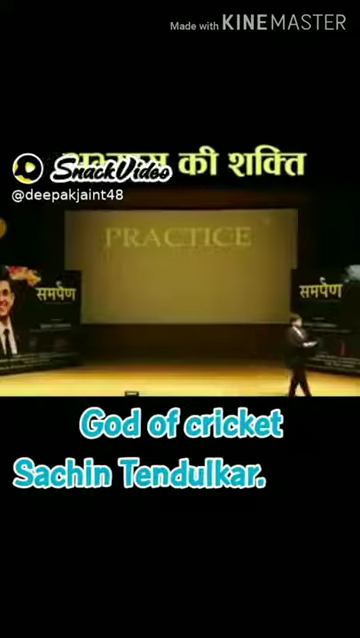 Made with KINEMASTER
की शक्ति
SnackVideo
@deepakjaint48
PRACTICE
समर्पण
समर्पण
God of cricket
Sachin Tendulkar.